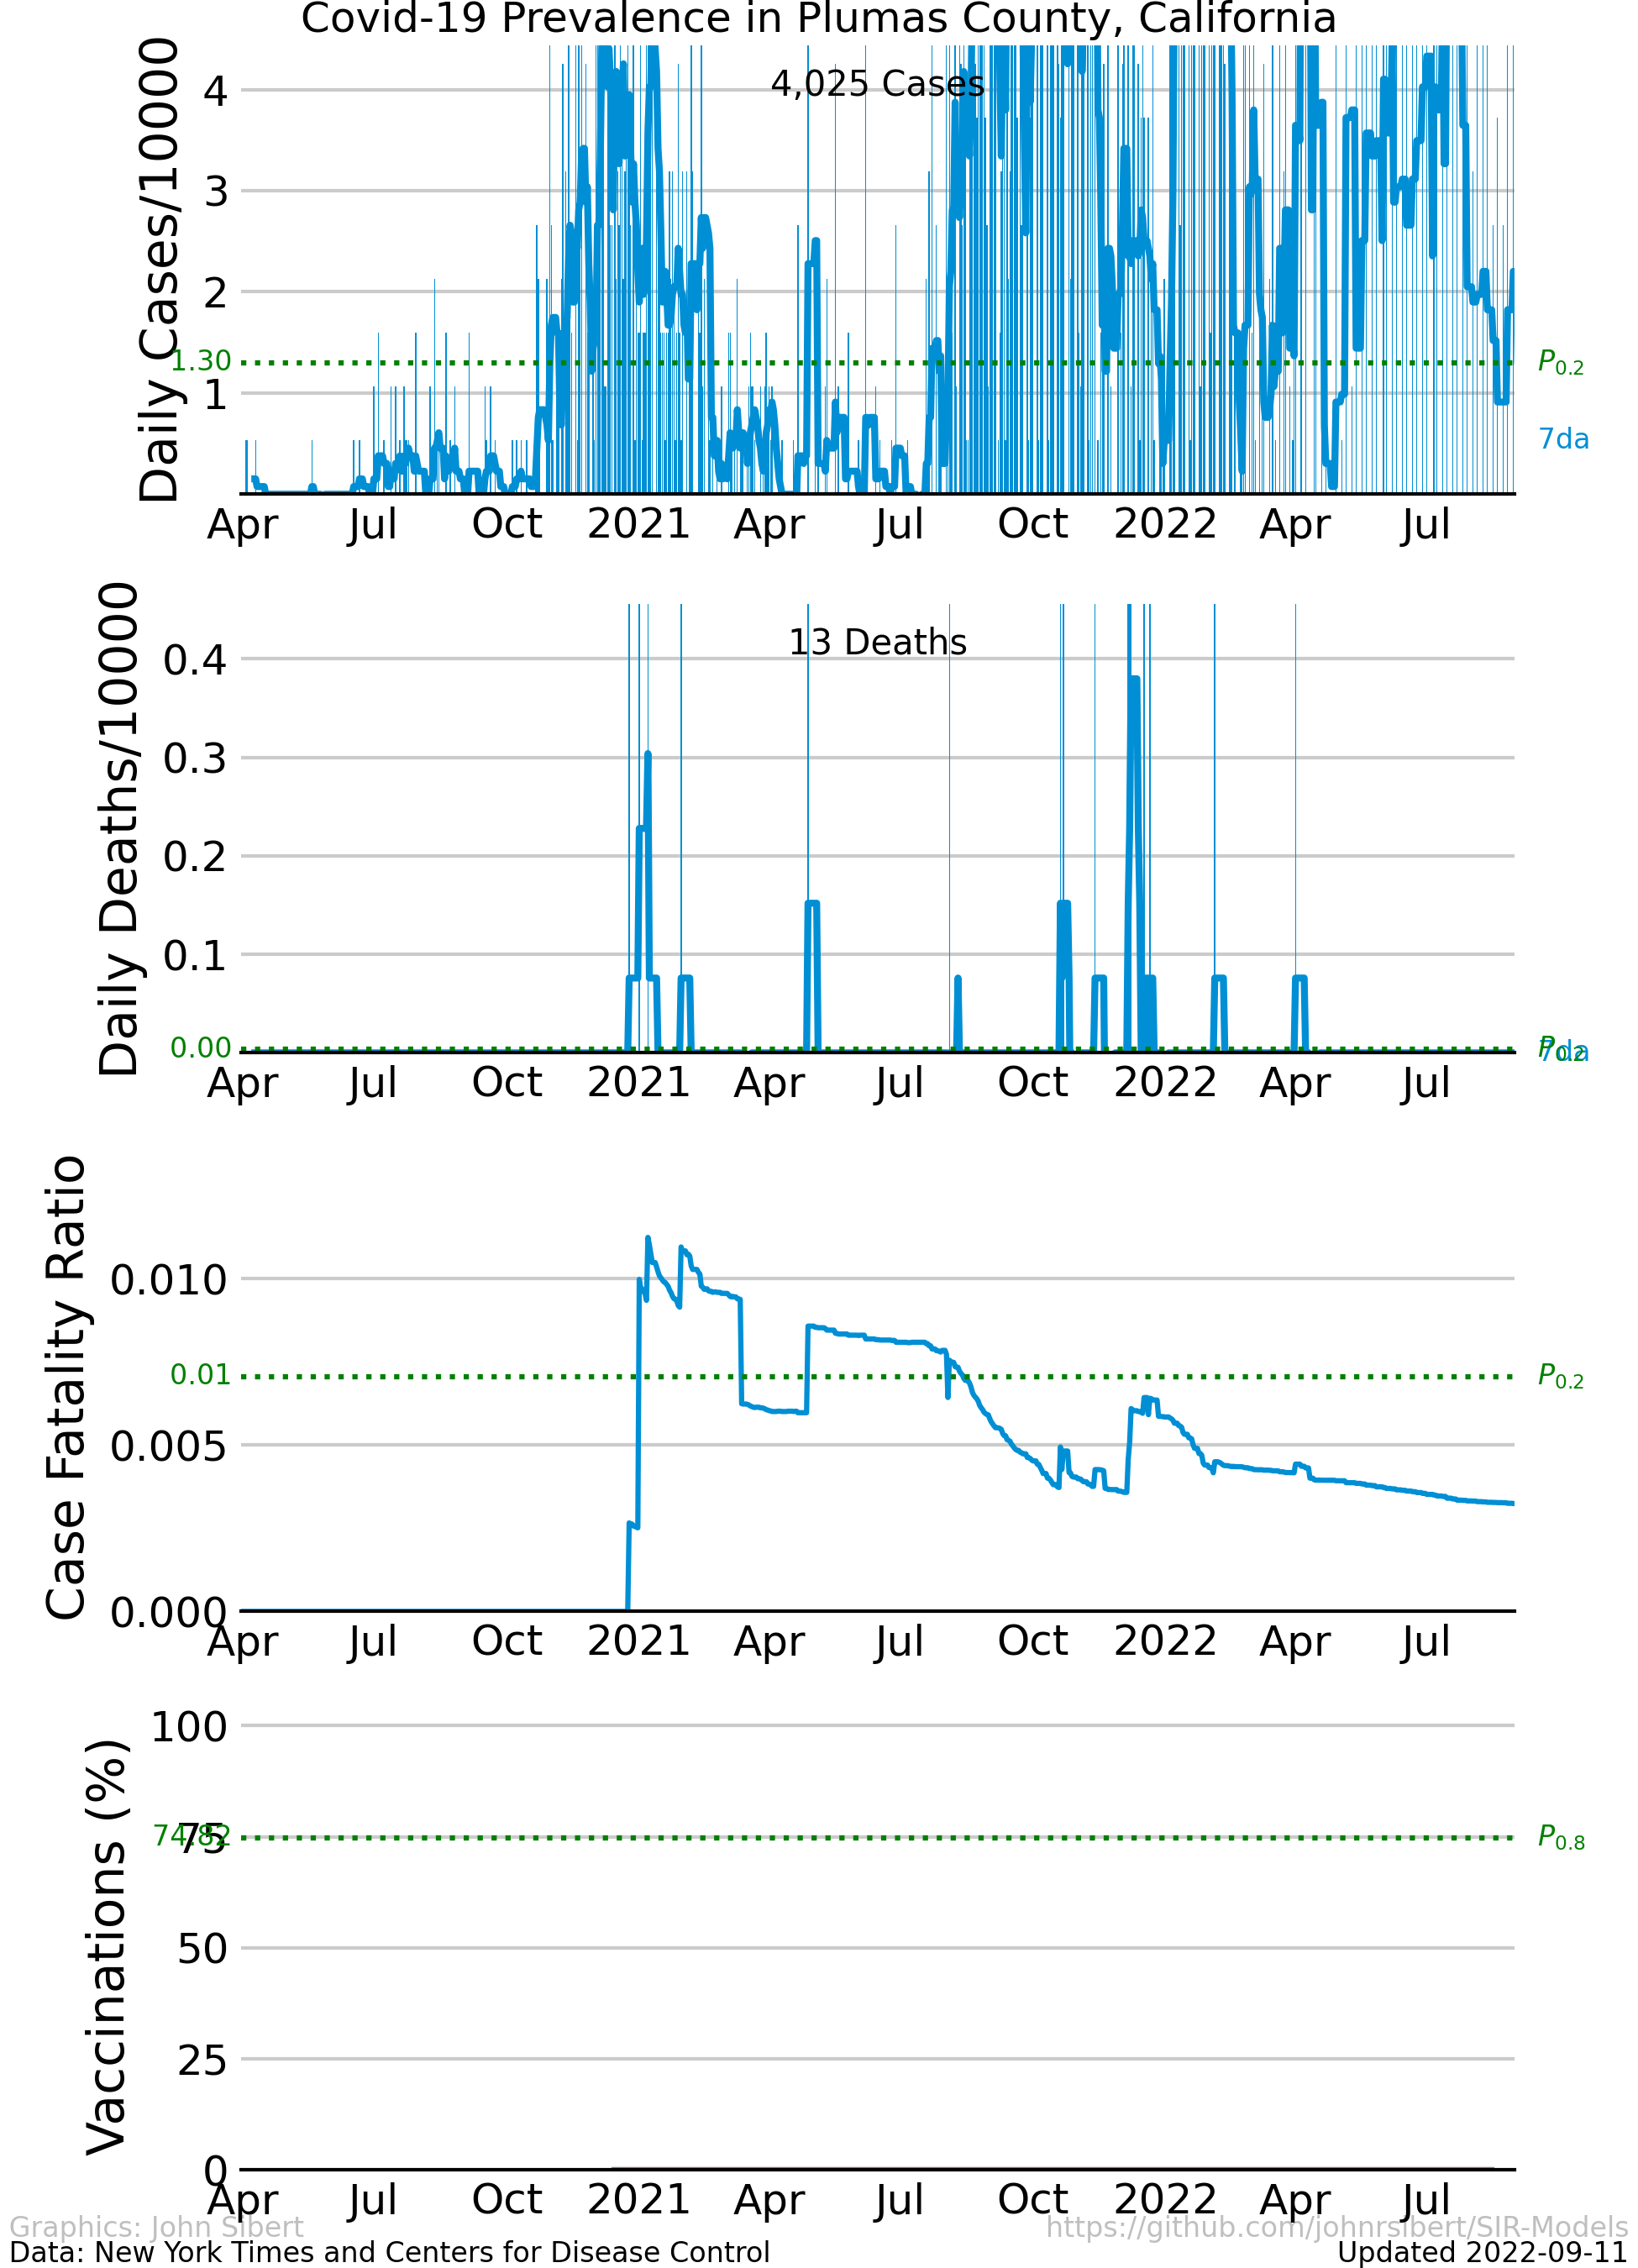 Covid-19 Prevalence in Plumas County, California
Daily Cases/10000
4,025 Cases
4
3
2
1.30
1
P0.2
7da
Apr Jul Oct 2021 Apr Jul Oct 2022 Apr Jul
Daily Deaths/10000
13 Deaths
0.4
0.3
0.2
0.1
0.00
P0.2
7da
Apr Jul Oct 2021 Apr Jul Oct 2022 Apr Jul
Case Fatality Ratio
0.010
0.01
P0.2
0.005
0.000
Apr Jul Oct 2021 Apr Jul Oct 2022 Apr Jul
Vaccinations (%)
100
74.82
75
P0.8
50
25
0
Apr Jul Oct 2021 Apr Jul Oct 2022 Apr Jul
Graphics: John Sibert
https://github.com/johnrsibert/SIR-Models
Data: New York Times and Centers for Disease Control
Updated 2022-09-11